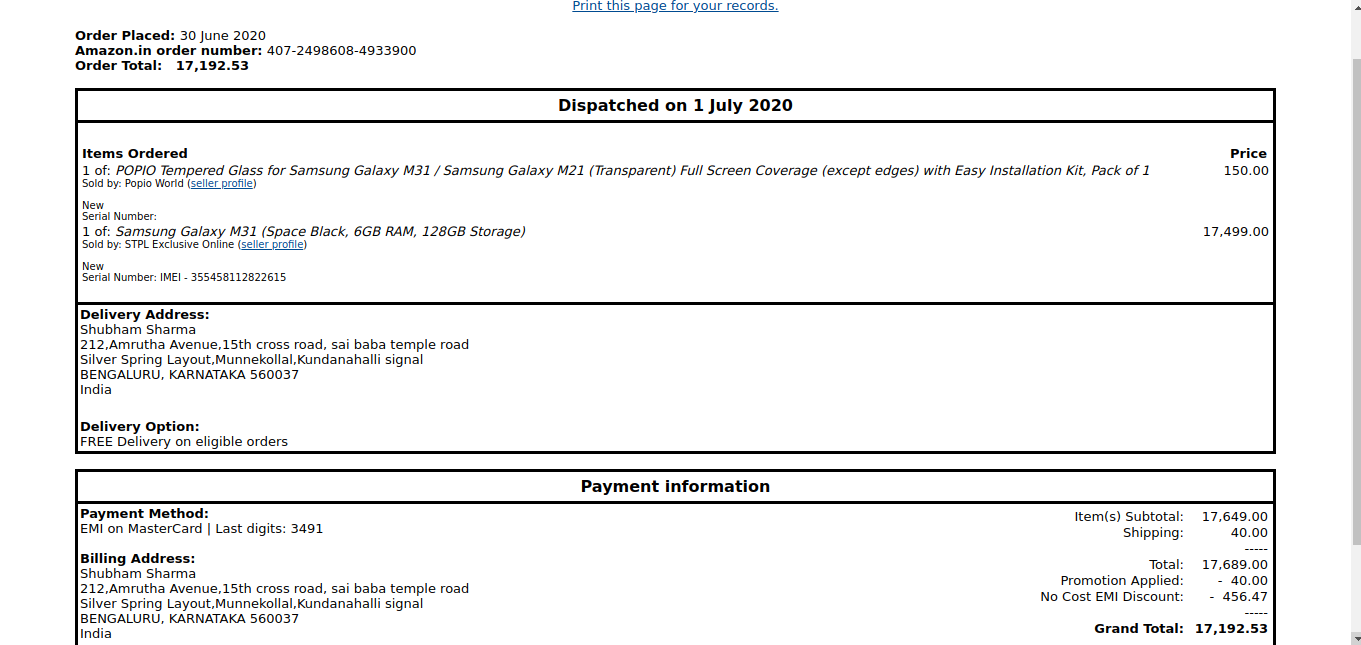 Print this page for your records.
Order Placed: 30 June 2020
Amazon.in order number: 407-2498608-4933900
Order Total: 17,192.53
Dispatched on 1 July 2020
Items Ordered Price
1 of: POPIO Tempered Glass for Samsung Galaxy M31 / Samsung Galaxy M21 (Transparent) Full Screen Coverage (except edges) with Easy Installation Kit, Pack of 1 150.00
Sold by: Popio World (seller profile)
New
Serial Number:
1 of: Samsung Galaxy M31 (Space Black, 6GB RAM, 128GB Storage) 17,499.00
Sold by: STPL Exclusive Online (seller profile)
New
Serial Number: IMEI - 355458112822615
Delivery Address:
Shubham Sharma
212,Amrutha Avenue,15th cross road, sai baba temple road
Silver Spring Layout,Munnekollal,Kundanahalli signal
BENGALURU, KARNATAKA 560037
India
Delivery Option:
FREE Delivery on eligible orders
Payment information
Payment Method:
EMI on MasterCard | Last digits: 3491
Billing Address:
Shubham Sharma
212,Amrutha Avenue,15th cross road, sai baba temple road
Silver Spring Layout,Munnekollal,Kundanahalli signal
BENGALURU, KARNATAKA 560037
India
Item(s) Subtotal: 17,649.00
Shipping: 40.00
-----
Total: 17,689.00
Promotion Applied: - 40.00
No Cost EMI Discount: - 456.47
-----
Grand Total: 17,192.53